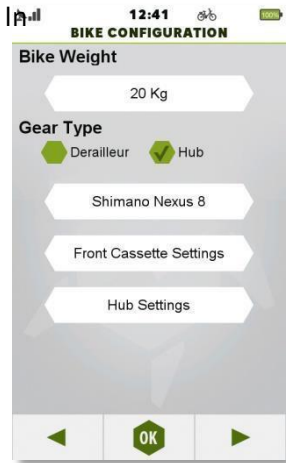 In
12:41 100%
BIKE CONFIGURATION
Bike Weight
20 Kg
Gear Type
Derailleur Hub
Shimano Nexus 8
Front Cassette Settings
Hub Settings
OK